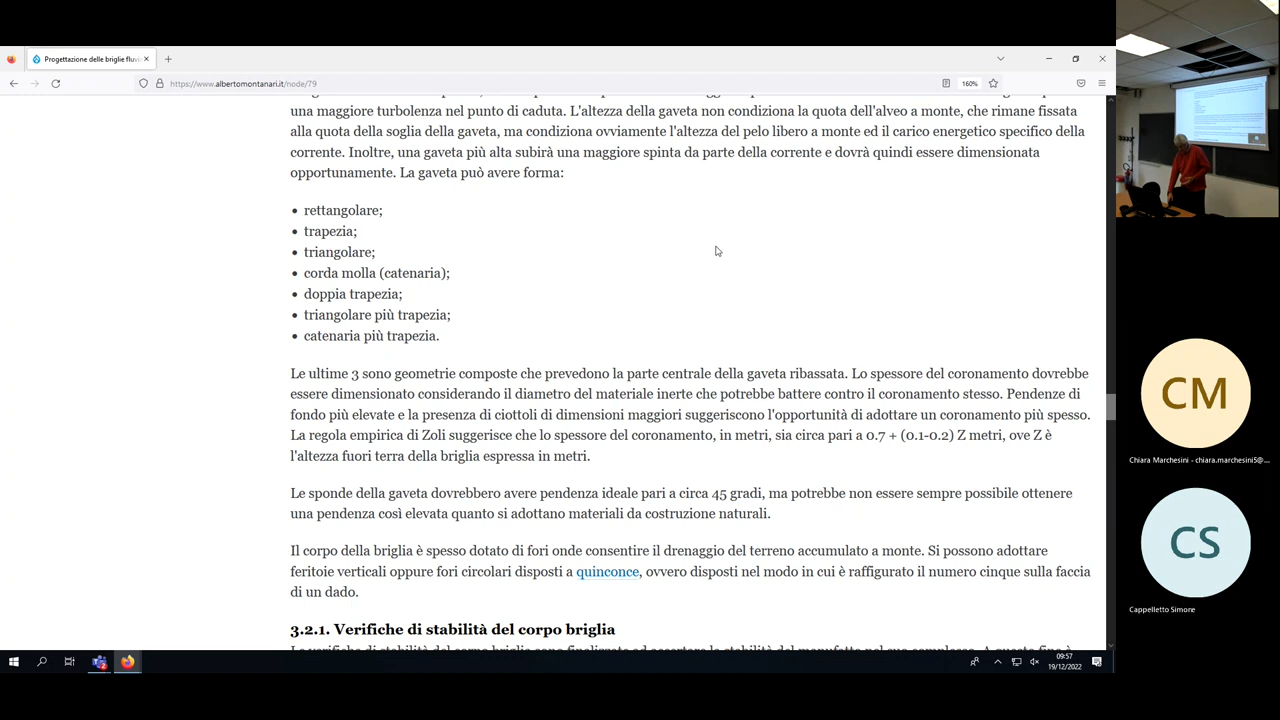 Progettazione delle briglie fluvi
https://www.albertomontanari.it/node/79
160%
una maggiore turbolenza nel punto di caduta. L'altezza della gaveta non condiziona la quota dell'alveo a monte, che rimane fissata
alla quota della soglia della gaveta, ma condiziona ovviamente l'altezza del pelo libero a monte ed il carico energetico specifico della
corrente. Inoltre, una gaveta più alta subirà una maggiore spinta da parte della corrente e dovrà quindi essere dimensionata
opportunamente. La gaveta può avere forma:
• rettangolare;
• trapezia;
• triangolare;
• corda molla (catenaria);
• doppia trapezia;
• triangolare più trapezia;
• catenaria più trapezia.
Le ultime 3 sono geometrie composte che prevedono la parte centrale della gaveta ribassata. Lo spessore del coronamento dovrebbe
essere dimensionato considerando il diametro del materiale inerte che potrebbe battere contro il coronamento stesso. Pendenze di
fondo più elevate e la presenza di ciottoli di dimensioni maggiori suggeriscono l'opportunità di adottare un coronamento più spesso.
La regola empirica di Zoli suggerisce che lo spessore del coronamento, in metri, sia circa pari a 0.7 + (0.1-0.2) Z metri, ove Z è
l'altezza fuori terra della briglia espressa in metri.
Le sponde della gaveta dovrebbero avere pendenza ideale pari a circa 45 gradi, ma potrebbe non essere sempre possibile ottenere
una pendenza così elevata quanto si adottano materiali da costruzione naturali.
Il corpo della briglia è spesso dotato di fori onde consentire il drenaggio del terreno accumulato a monte. Si possono adottare
feritoie verticali oppure fori circolari disposti a quinconce, ovvero disposti nel modo in cui è raffigurato il numero cinque sulla faccia
di un dado.
3.2.1. Verifiche di stabilità del corpo briglia
09:57
19/12/2022
CM
Chiara Marchesini - chiara.marchesini5@...
CS
Cappelletto Simone